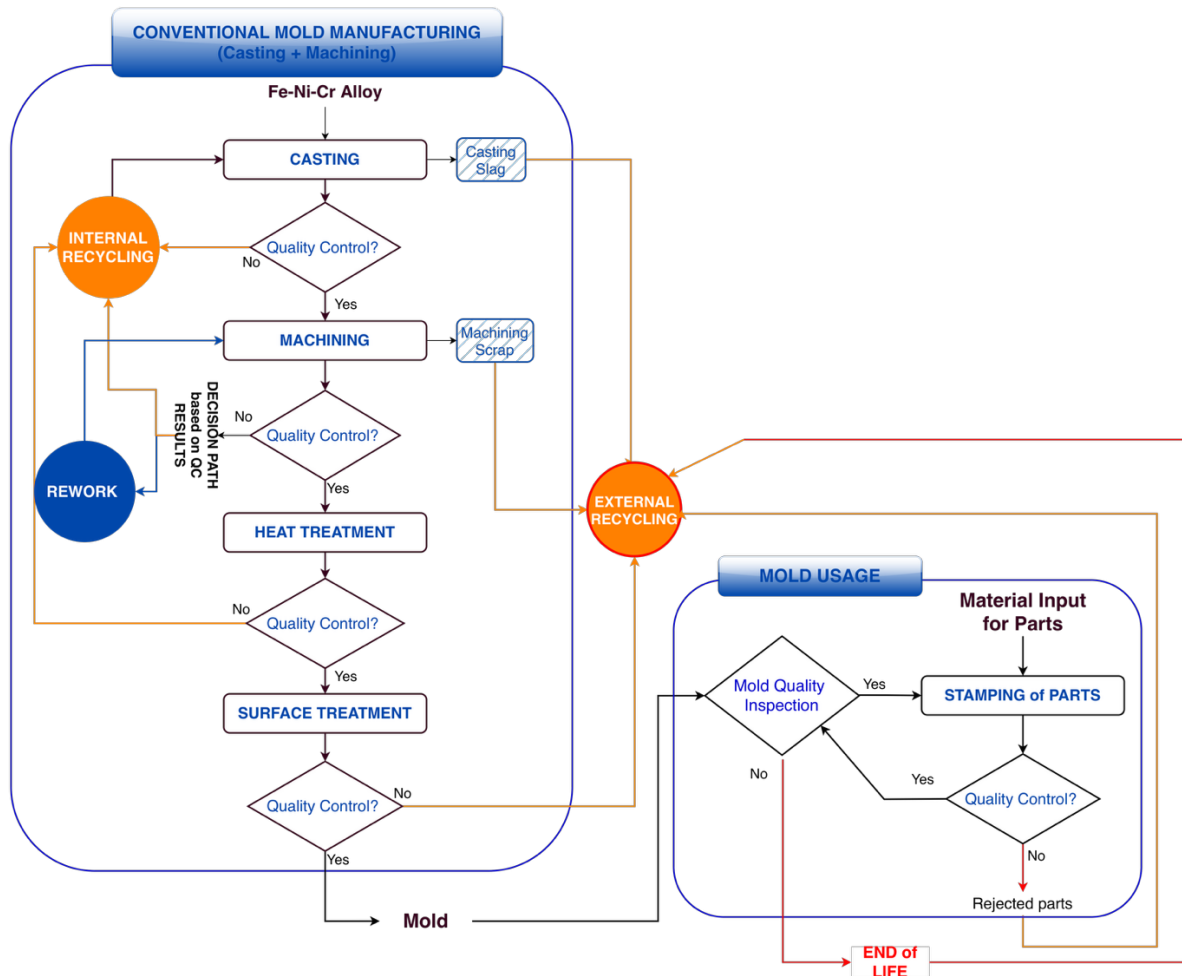 CONVENTIONAL MOLD MANUFACTURING
(Casting + Machining)
Fe-Ni-Cr Alloy
CASTING
Casting
Slag
INTERNAL
RECYCLING
Quality Control?
No
Yes
MACHINING
Machining
Scrap
DECISION PATH
based on QC
RESULTS
No
Quality Control?
REWORK
Yes
EXTERNAL
RECYCLING
HEAT TREATMENT
No
Quality Control?
Yes
SURFACE TREATMENT
Quality Control?
No
Yes
Mold
MOLD USAGE
Material Input
for Parts
Mold Quality
Inspection
Yes
STAMPING of PARTS
No
Yes
Quality Control?
No
Rejected parts
END of
LIFE